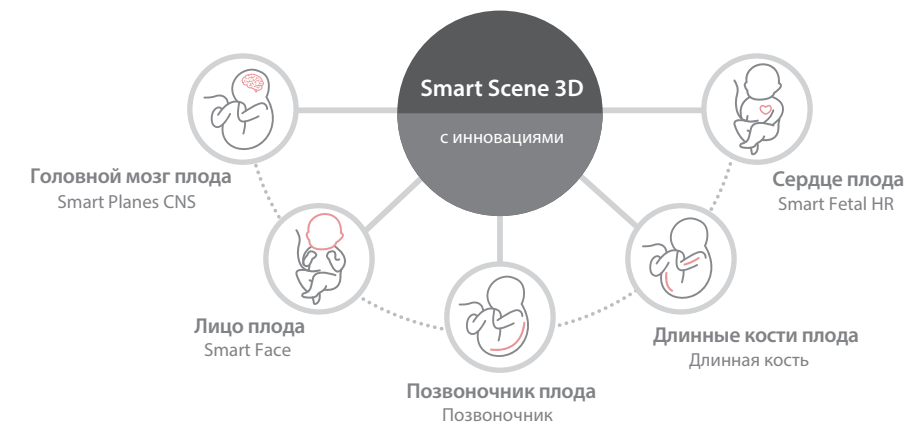 Smart Scene 3D
с инновациями
Головной мозг плода
Smart Planes CNS
Сердце плода
Smart Fetal HR
Лицо плода
Smart Face
Длинные кости плода
Длинная кость
Позвоночник плода
Позвоночник